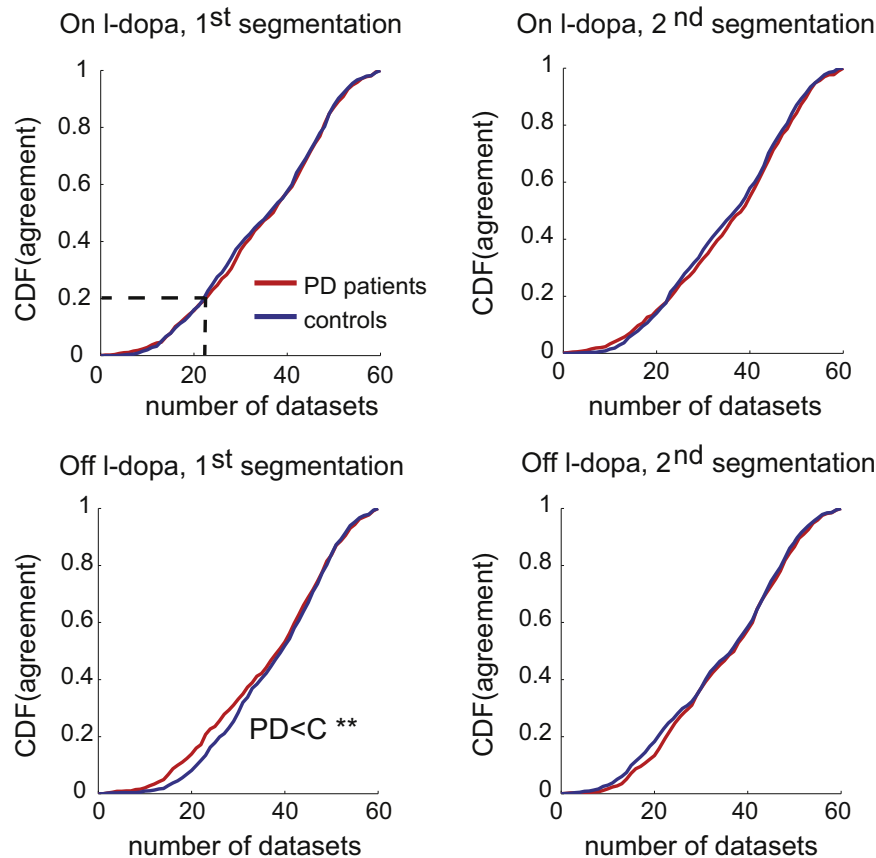 On l-dopa, 1st segmentation
CDF(agreement)
1
0.8
0.6
0.4
0.2
0
PD patients
controls
0 20 40 60
number of datasets
On l-dopa, 2nd segmentation
CDF(agreement)
1
0.8
0.6
0.4
0.2
0
0 20 40 60
number of datasets
Off l-dopa, 1st segmentation
CDF(agreement)
1
0.8
0.6
0.4
0.2
0
PD<C **
0 20 40 60
number of datasets
Off l-dopa, 2nd segmentation
CDF(agreement)
1
0.8
0.6
0.4
0.2
0
0 20 40 60
number of datasets